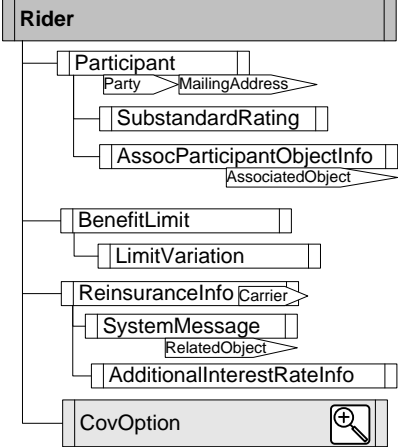 Rider
Participant
Party MailingAddress
SubstandardRating
AssocParticipantObjectInfo
AssociatedObject
BenefitLimit
LimitVariation
ReinsuranceInfo Carrier
SystemMessage
RelatedObject
AdditionalInterestRateInfo
CovOption